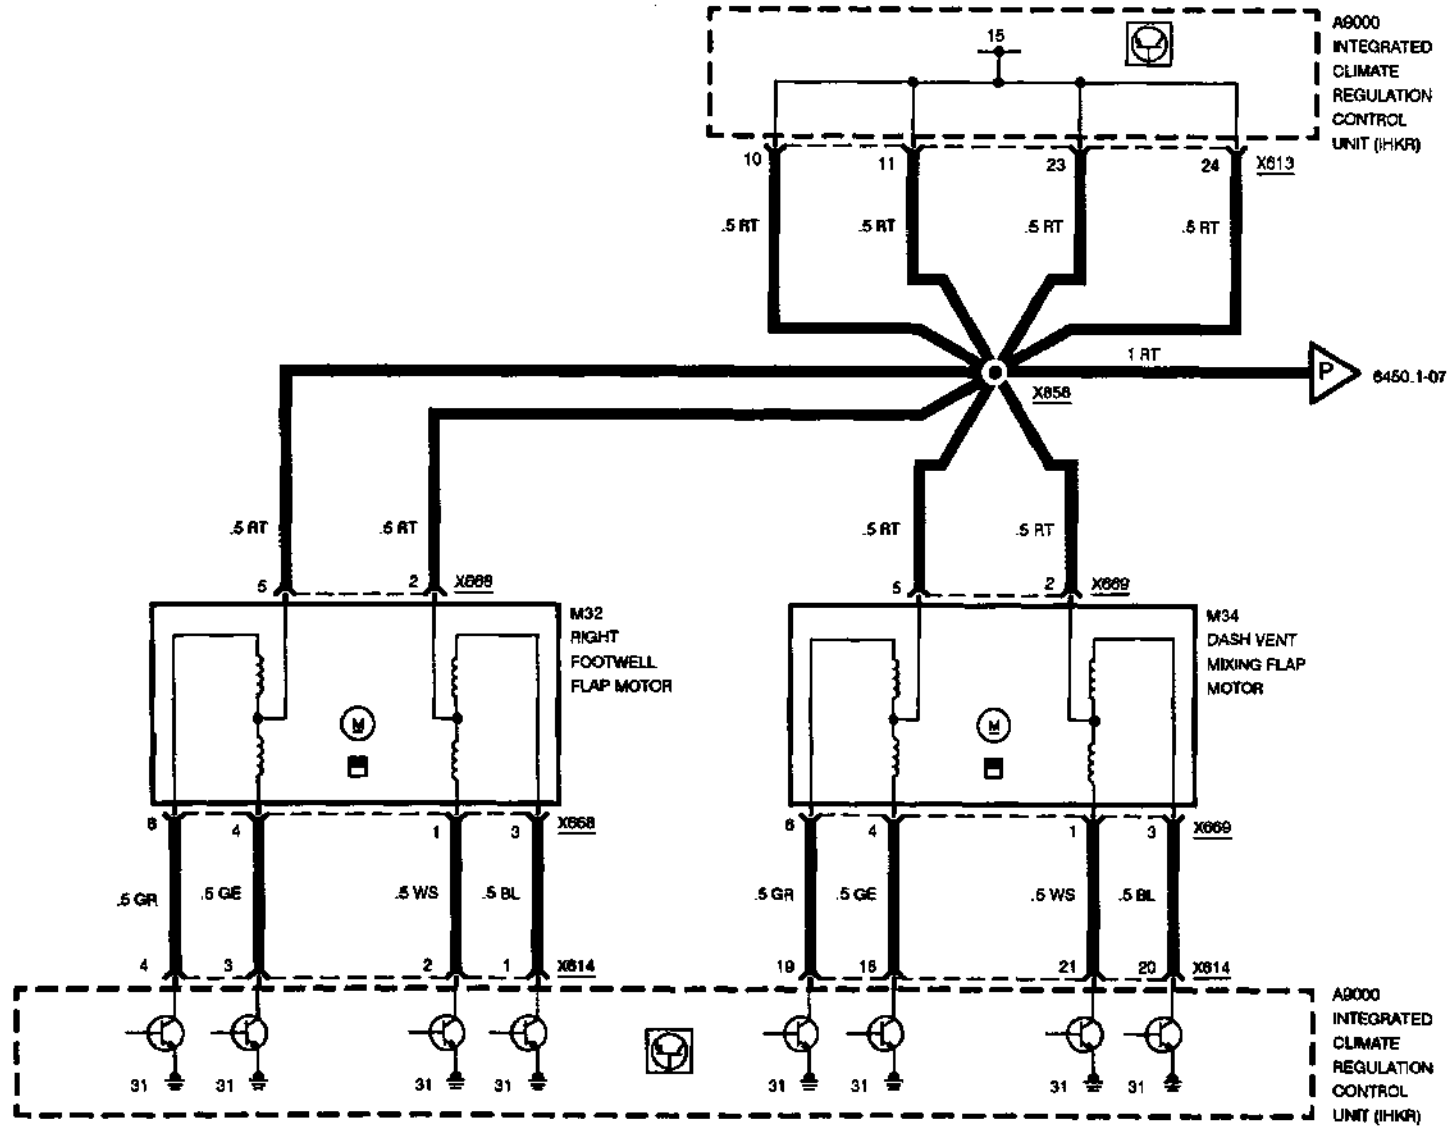 A9000
INTEGRATED
CLIMATE
REGULATION
CONTROL
UNIT (IHKR)
15
10
11
23
24
X613
.5 RT
.5 RT
.5 RT
.5 RT
1 RT
P
6450.1-07
X858
.5 RT
.5 RT
.5 RT
.5 RT
5
2
X668
5
2
X669
M32
RIGHT
FOOTWELL
FLAP MOTOR
M
M34
DASH VENT
MIXING FLAP
MOTOR
M
6
4
1
3
X668
6
4
1
3
X669
.5 GR
.5 GE
.5 WS
.5 BL
.5 GR
.5 GE
.5 WS
.5 BL
4
3
2
1
X614
19
21
20
X614
A9000
INTEGRATED
CLIMATE
REGULATION
CONTROL
UNIT (IHKR)
31
31
31
31
31
31
31
31